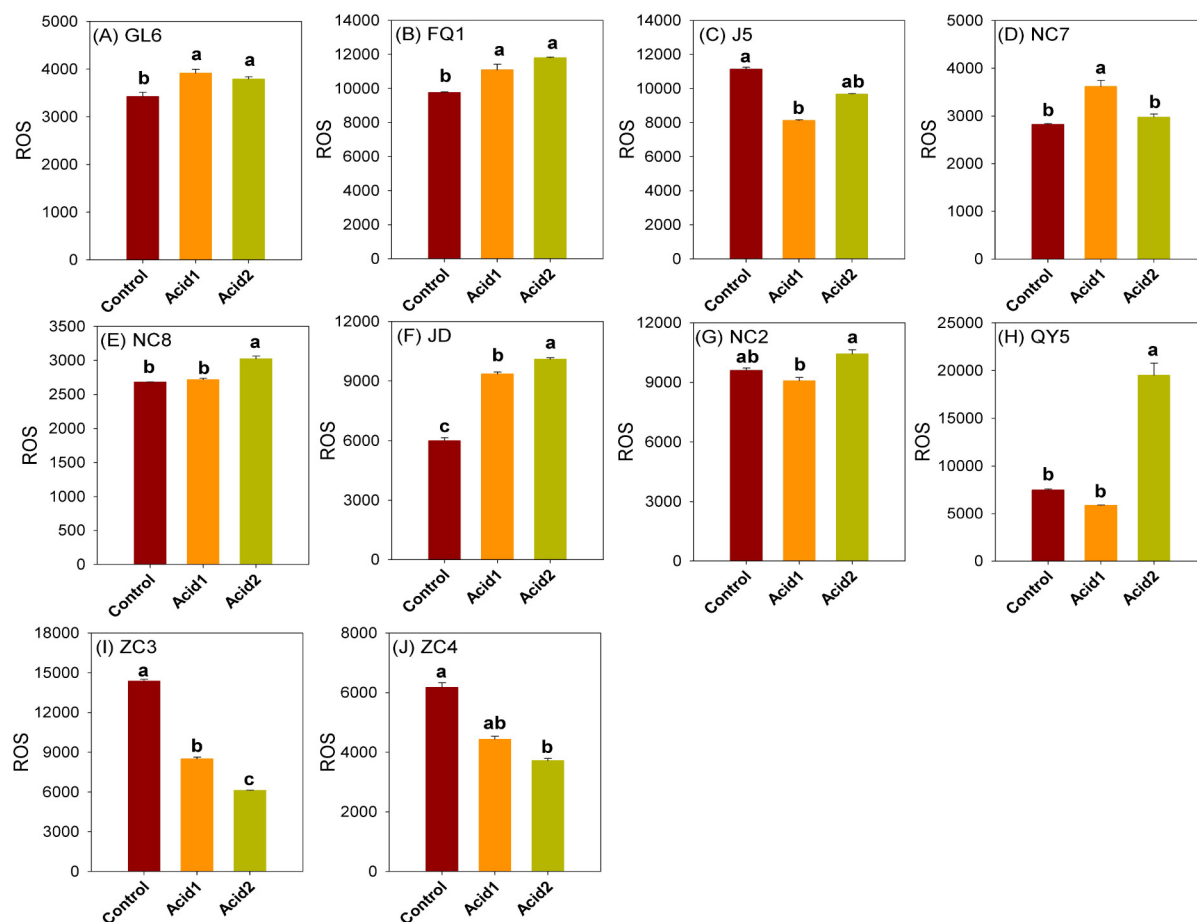 (A) GL6
ROS
5000
4000
3000
2000
1000
0
b
a
a
Control
Acid1
Acid2
(B) FQ1
ROS
14000
12000
10000
8000
6000
4000
2000
0
b
a
a
Control
Acid1
Acid2
(C) J5
ROS
14000
12000
10000
8000
6000
4000
2000
0
a
b
ab
Control
Acid1
Acid2
(D) NC7
ROS
5000
4000
3000
2000
1000
0
b
a
b
Control
Acid1
Acid2
(E) NC8
ROS
3500
3000
2500
2000
1500
1000
500
0
b
b
a
Control
Acid1
Acid2
(F) JD
ROS
12000
9000
6000
3000
0
c
b
a
Control
Acid1
Acid2
(G) NC2
ROS
12000
9000
6000
3000
0
ab
b
a
Control
Acid1
Acid2
(H) QY5
ROS
25000
20000
15000
10000
5000
0
b
b
a
Control
Acid1
Acid2
(I) ZC3
ROS
18000
15000
12000
9000
6000
3000
0
a
b
c
Control
Acid1
Acid2
(J) ZC4
ROS
8000
6000
4000
2000
0
a
ab
b
Control
Acid1
Acid2